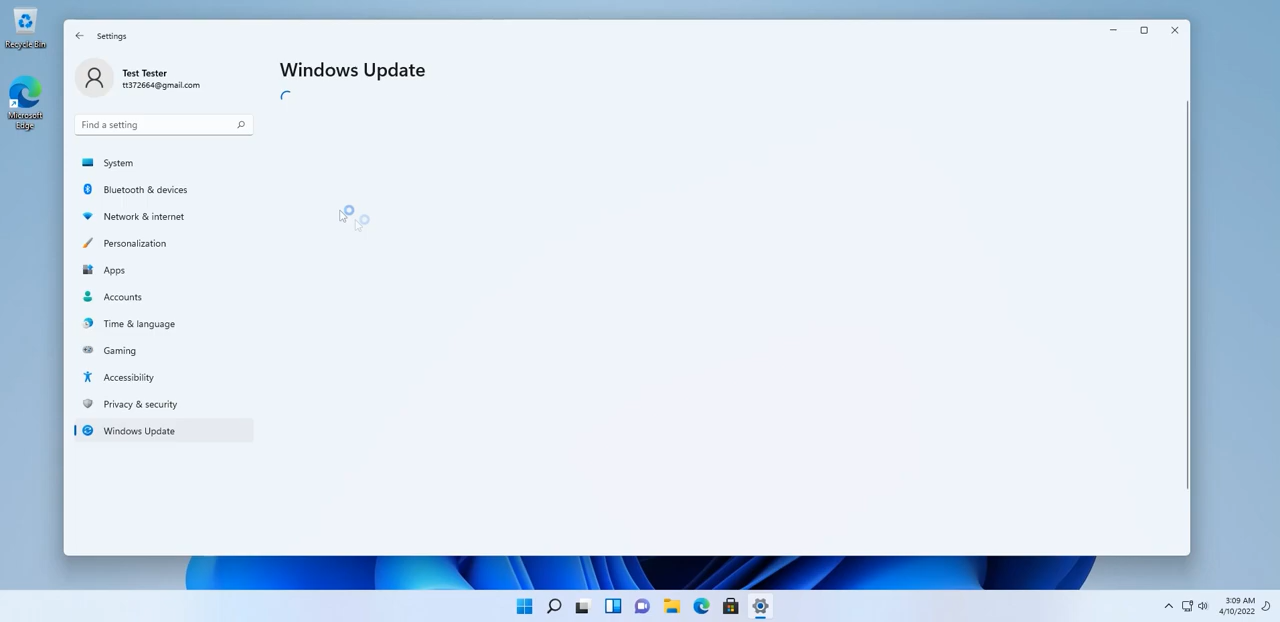 Recycle Bin
Microsoft
Edge
Settings
Test Tester
tt372664@gmail.com
Find a setting
System
Bluetooth & devices
Network & internet
Personalization
Apps
Accounts
Time & language
Gaming
Accessibility
Privacy & security
Windows Update
Windows Update
3:09 AM
4/10/2022